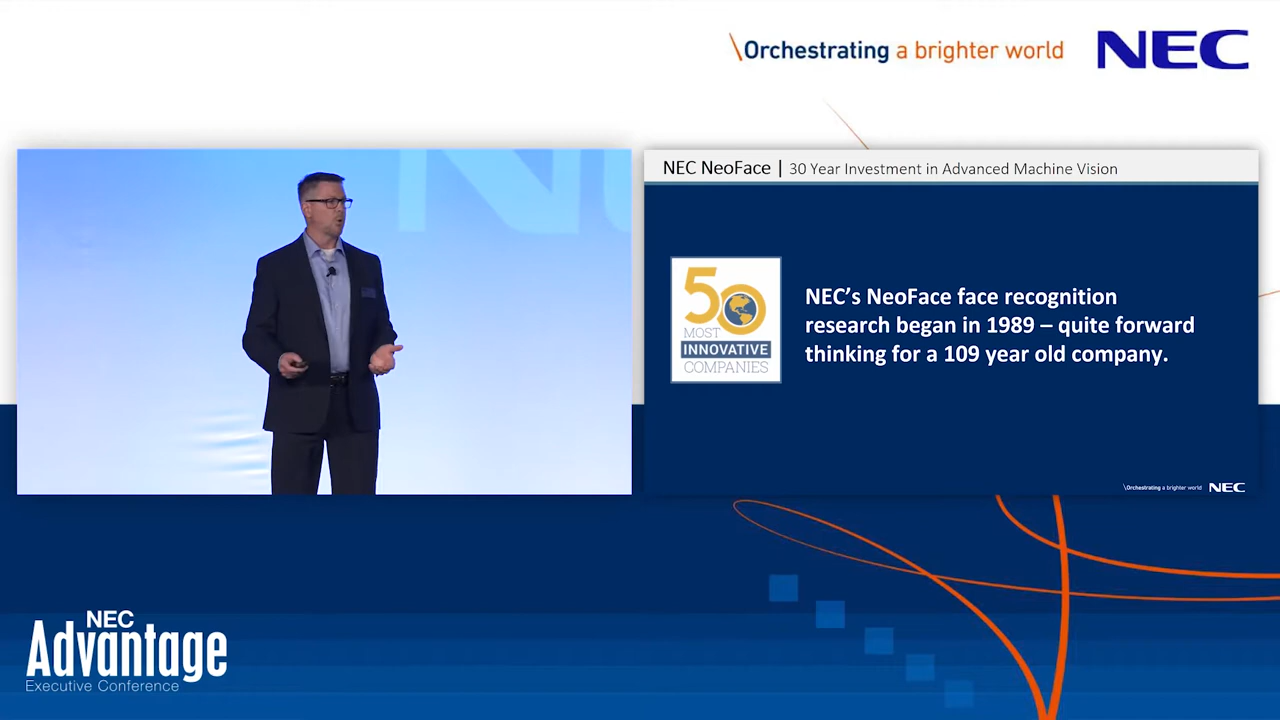 \Orchestrating a brighter world NEC
NEC NeoFace | 30 Year Investment in Advanced Machine Vision
50
MOST
INNOVATIVE
COMPANIES
NEC’s NeoFace face recognition
research began in 1989 – quite forward
thinking for a 109 year old company.
\Orchestrating a brighter world NEC
NEC
Advantage
Executive Conference